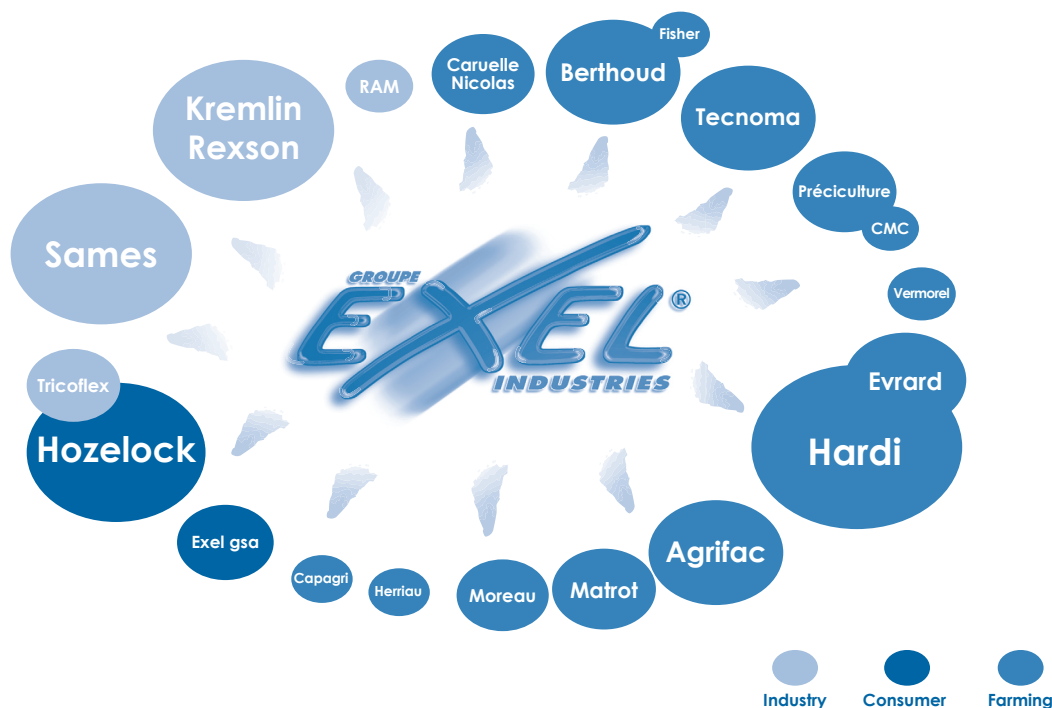 Fisher
Caruelle
Nicolas
Berthoud
RAM
Kremlin
Rexson
Tecnoma
Préciculture
CMC
Sames
GROUPE
EXEL®
INDUSTRIES
Vermorel
Tricoflex
Evrard
Hozelock
Hardi
Exel gsa
Agrifac
Capagri
Herriau
Moreau
Matrot
Industry
Consumer
Farming